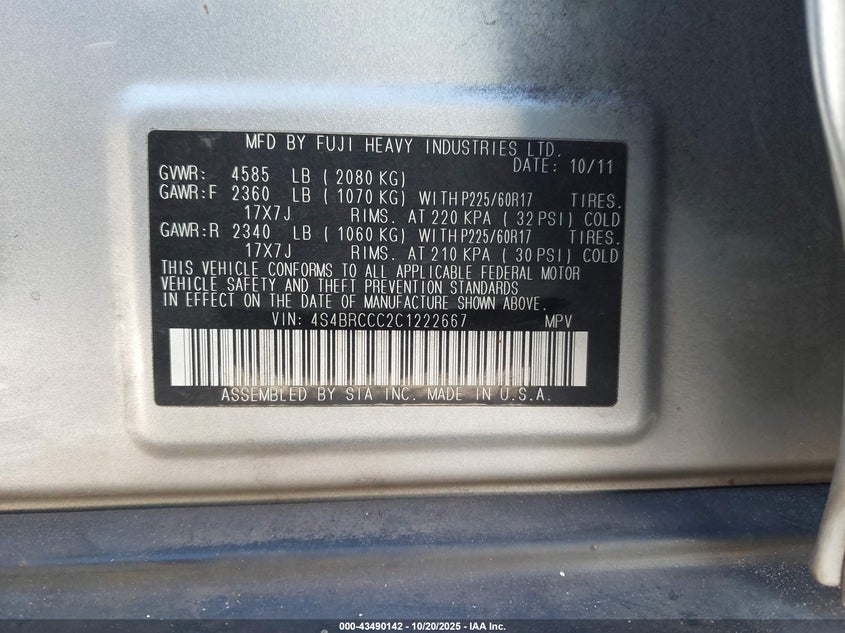 MFD BY FUJI HEAVY INDUSTRIES LTD.
DATE: 10/11
GVWR: 4585 LB ( 2080 KG)
GAWR:F 2360 LB ( 1070 KG) WITH P225/60R17 TIRES.
17X7J RIMS. AT 220 KPA ( 32 PSI) COLD
GAWR:R 2340 LB ( 1060 KG) WITH P225/60R17 TIRES.
17X7J RIMS. AT 210 KPA ( 30 PSI) COLD
THIS VEHICLE CONFORMS TO ALL APPLICABLE FEDERAL MOTOR
VEHICLE SAFETY AND THEFT PREVENTION STANDARDS
IN EFFECT ON THE DATE OF MANUFACTURE SHOWN ABOVE.
VIN: 4S4BRCCC2C1222667 MPV
ASSEMBLED BY SIA INC. MADE IN U.S.A.
000-43490142 - 10/20/2025 - IAA Inc.